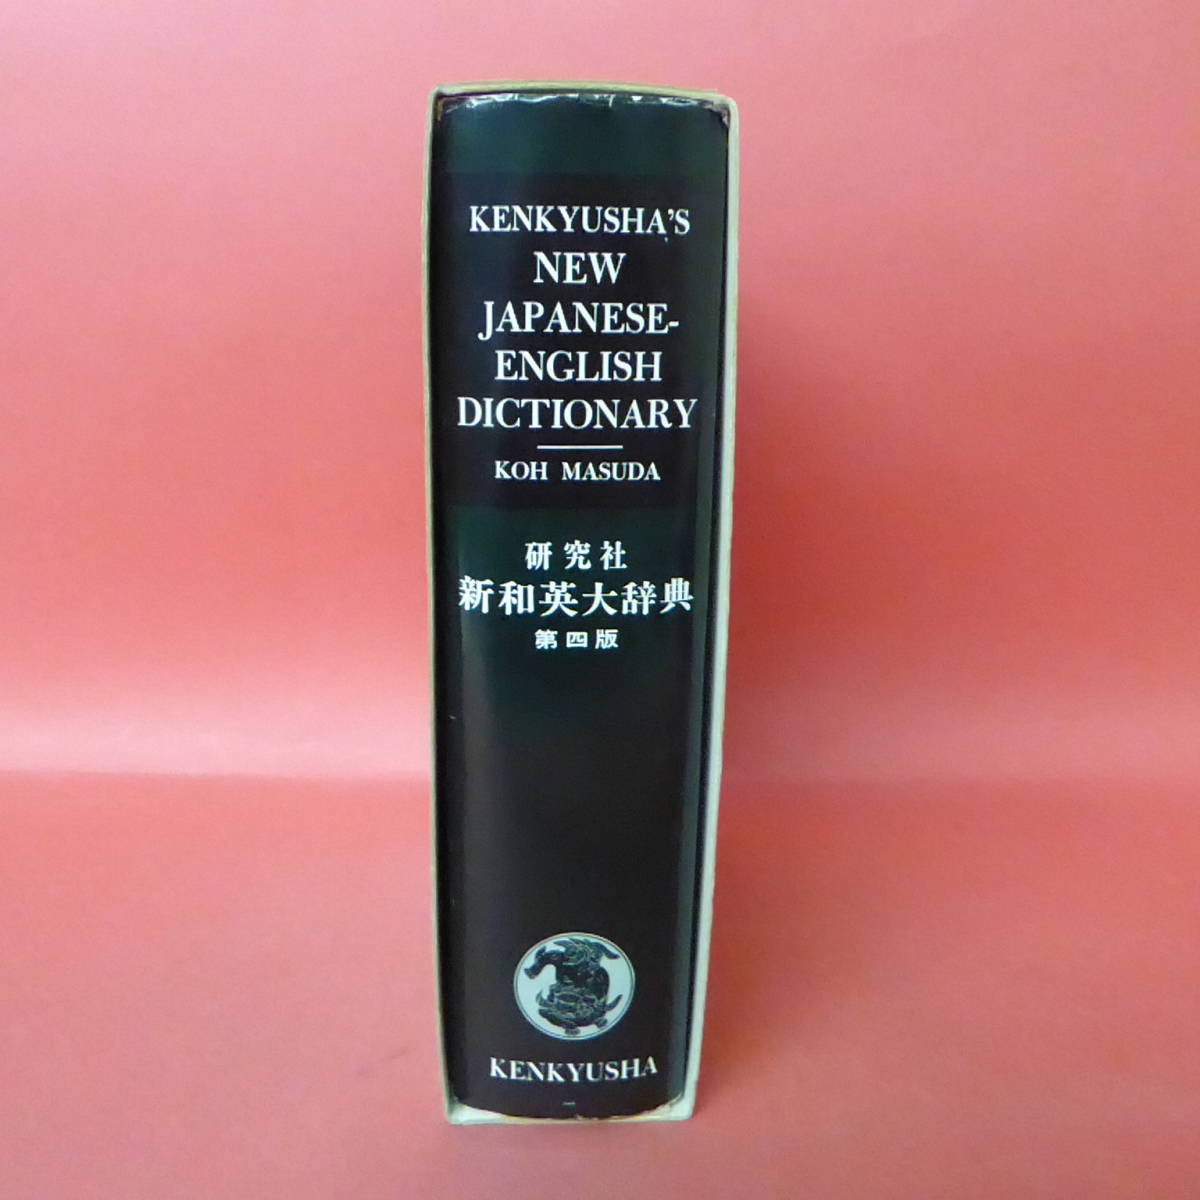 KENKYUSHA'S
NEW
JAPANESE-
ENGLISH
DICTIONARY
KOH MASUDA
研究社
新和英大辞典
第四版
KENKYUSHA